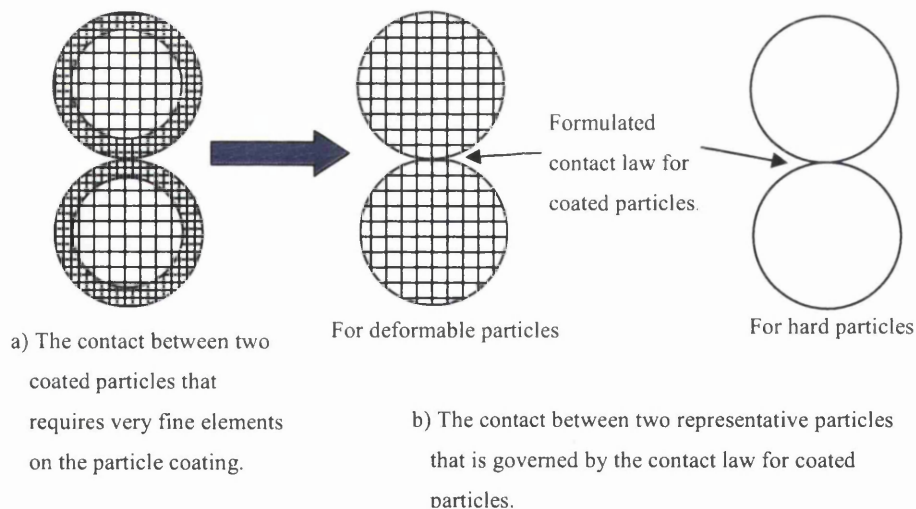 Formulated
contact law for
coated particles.
For deformable particles
For hard particles
a) The contact between two
coated particles that
requires very fine elements
on the particle coating.
b) The contact between two representative particles
that is governed by the contact law for coated
particles.